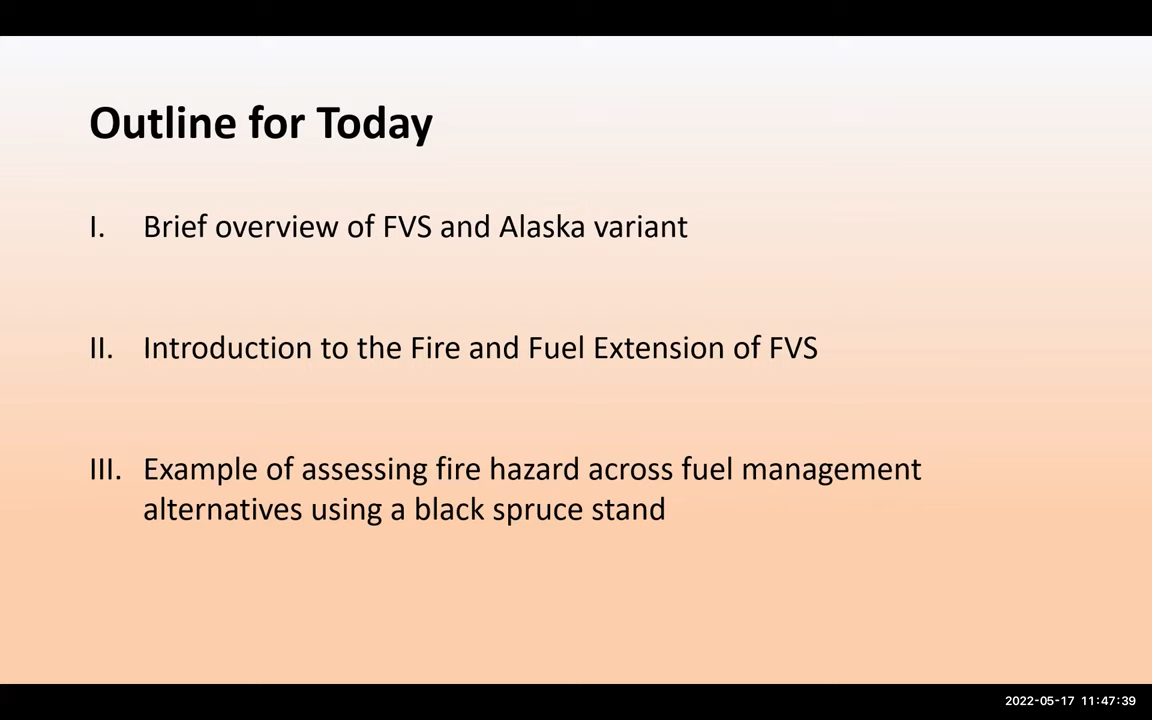 Outline for Today
I. Brief overview of FVS and Alaska variant
II. Introduction to the Fire and Fuel Extension of FVS
III. Example of assessing fire hazard across fuel management
alternatives using a black spruce stand
2022-05-17 11:47:39